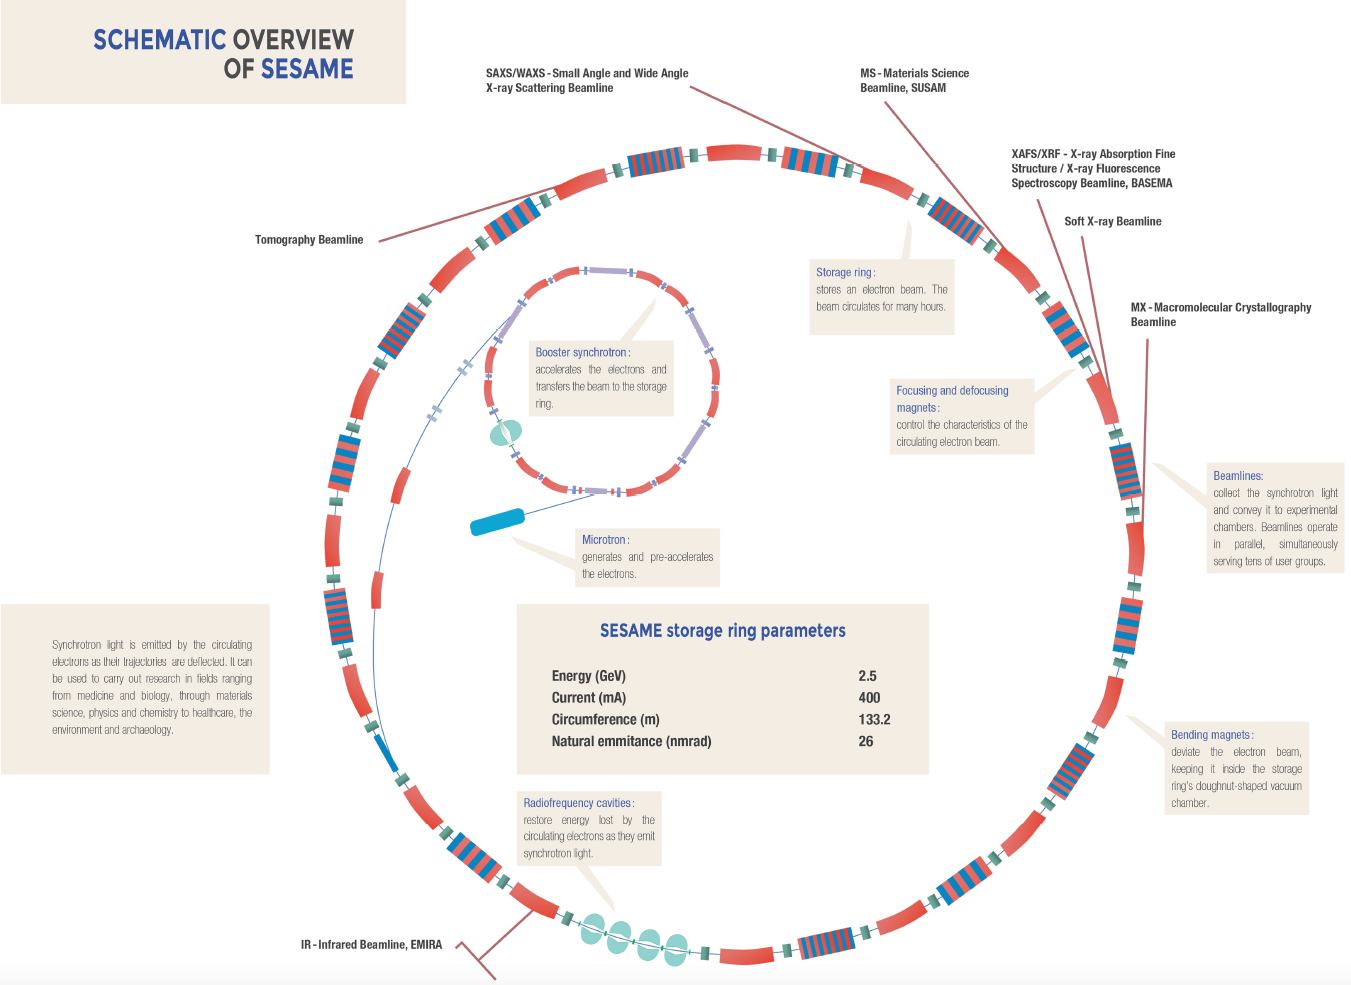 SCHEMATIC OVERVIEW
OF SESAME
SAXS/WAXS - Small Angle and Wide Angle
X-ray Scattering Beamline
MS - Materials Science
Beamline, SUSAM
XAFS/XRF - X-ray Absorption Fine
Structure / X-ray Fluorescence
Spectroscopy Beamline, BASEMA
Soft X-ray Beamline
Tomography Beamline
Storage ring:
stores an electron beam. The
beam circulates for many hours.
MX - Macromolecular Crystallography
Beamline
Booster synchrotron:
accelerates the electrons and
transfers the beam to the storage
ring.
Focusing and defocusing
magnets:
control the characteristics of the
circulating electron beam.
Beamlines:
collect the synchrotron light
and convey it to experimental
chambers. Beamlines operate
in parallel, simultaneously
serving tens of user groups.
Microtron:
generates and pre-accelerates
the electrons.
Synchrotron light is emitted by the circulating
electrons as their trajectories are deflected. It can
be used to carry out research in fields ranging
from medicine and biology, through materials
science, physics and chemistry to healthcare, the
environment and archaeology.
SESAME storage ring parameters
Energy (GeV) 2.5
Current (mA) 400
Circumference (m) 133.2
Natural emmitance (nmrad) 26
Bending magnets:
deviate the electron beam,
keeping it inside the storage
ring's doughnut-shaped vacuum
chamber.
Radiofrequency cavities:
restore energy lost by the
circulating electrons as they emit
synchrotron light.
IR - Infrared Beamline, EMIRA